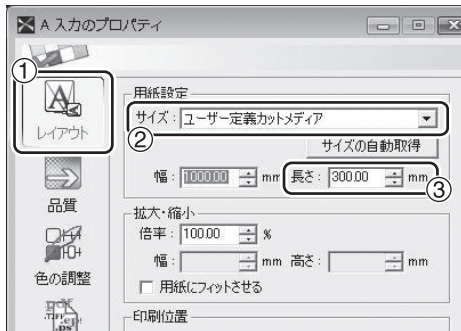 A 入力のプロパティ
①
レイアウト
品質
色の調整
用紙設定
サイズ： ユーザー定義カットメディア
②
サイズの自動取得
幅： 1000.00 mm 長さ： 300.00 mm
③
拡大・縮小
倍率： 100.00 %
幅： mm 高さ： mm
用紙にフィットさせる
印刷位置